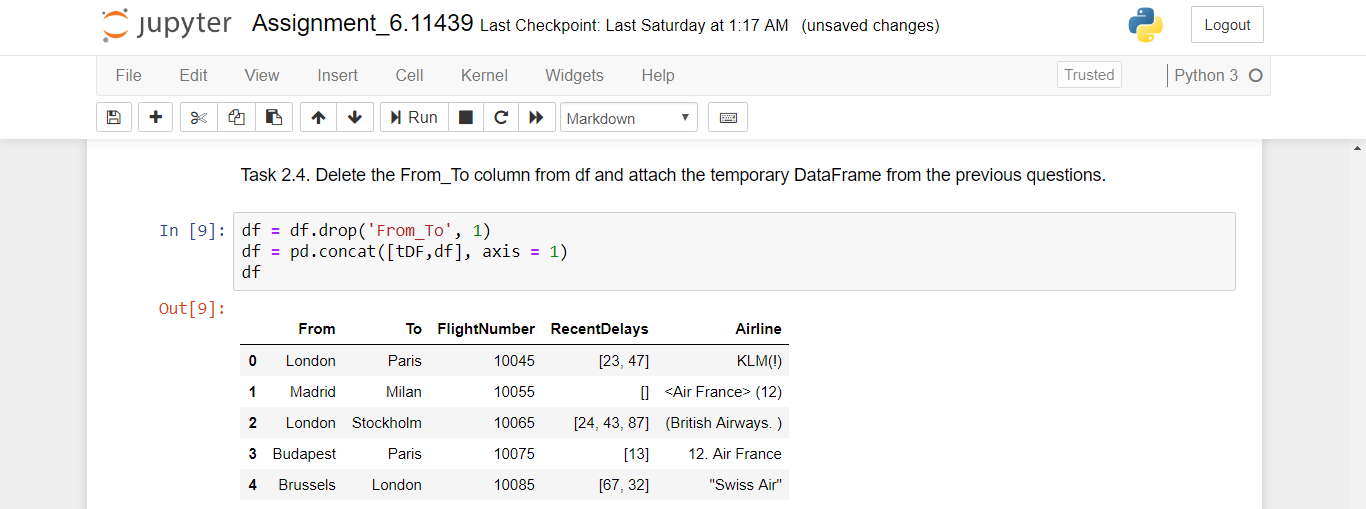 jupyter Assignment_6.11439 Last Checkpoint: Last Saturday at 1:17 AM (unsaved changes) Logout
File Edit View Insert Cell Kernel Widgets Help Trusted Python 3
Run Markdown
Task 2.4. Delete the From_To column from df and attach the temporary DataFrame from the previous questions.
In [9]: df = df.drop('From_To', 1)
df = pd.concat([tDF,df], axis = 1)
df
Out[9]:
From To FlightNumber RecentDelays Airline
0 London Paris 10045 [23, 47] KLM(!)
1 Madrid Milan 10055 [] <Air France> (12)
2 London Stockholm 10065 [24, 43, 87] (British Airways. )
3 Budapest Paris 10075 [13] 12. Air France
4 Brussels London 10085 [67, 32] "Swiss Air"